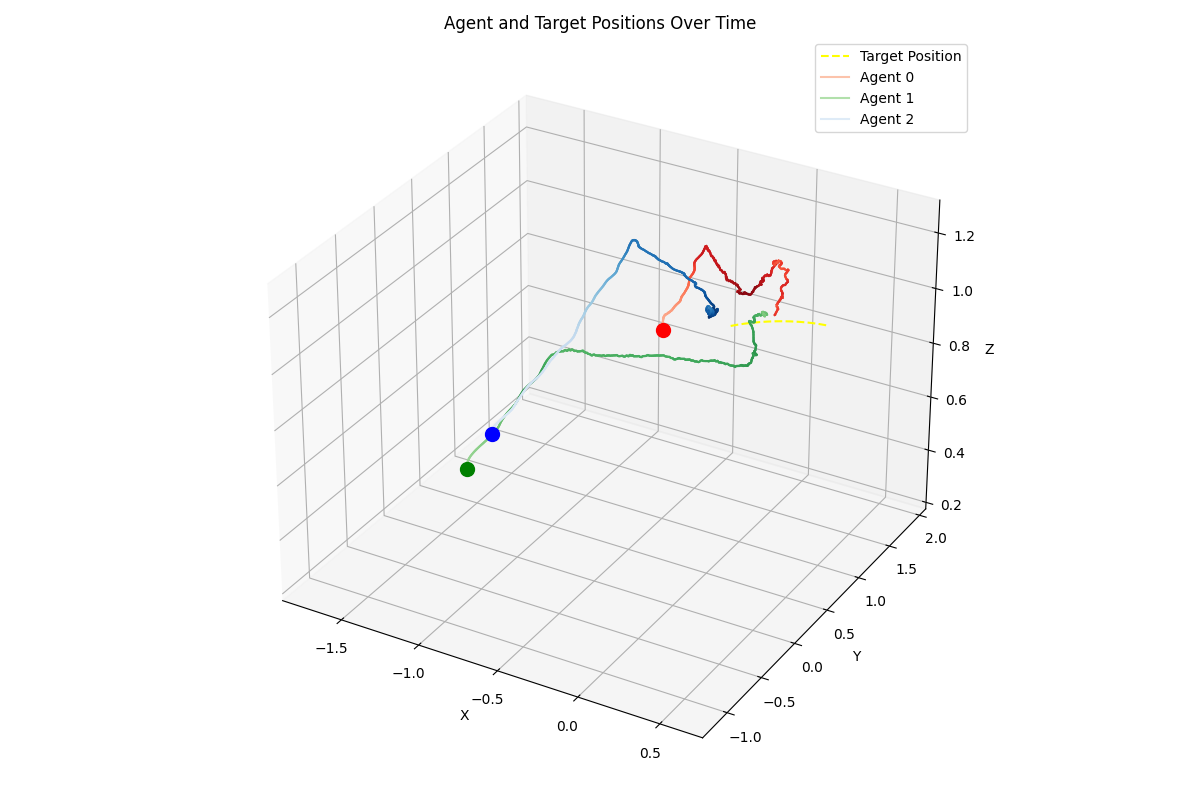 Agent and Target Positions Over Time
Target Position
Agent 0
Agent 1
Agent 2
1.2
1.0
0.8
0.6
0.4
0.2
Z
2.0
1.5
1.0
0.5
0.0
−0.5
−1.0
Y
−1.5
−1.0
−0.5
0.0
0.5
X